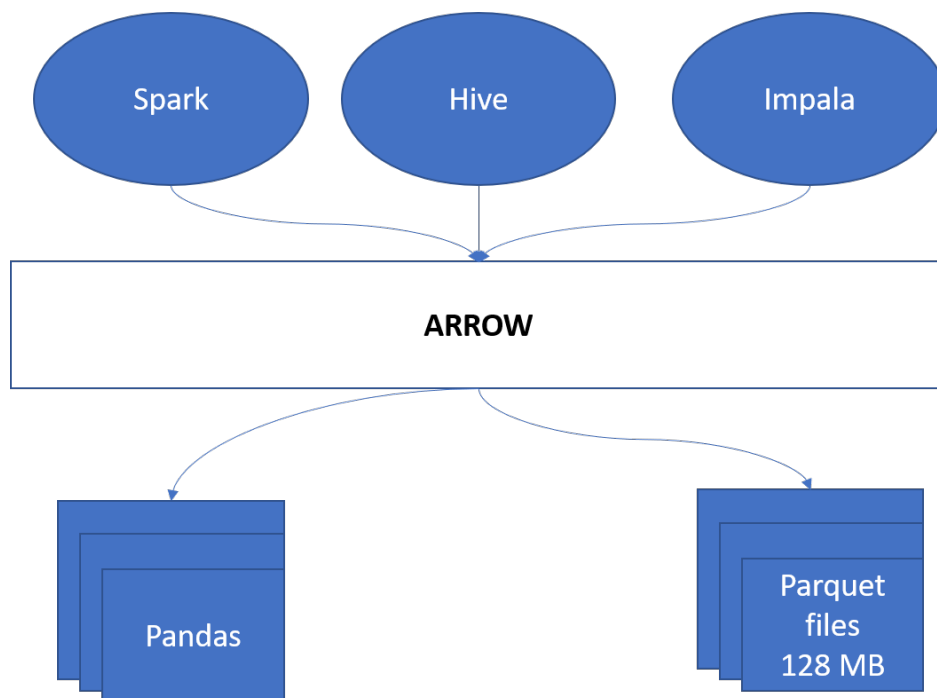 Spark
Hive
Impala
ARROW
Pandas
Parquet
files
128 MB